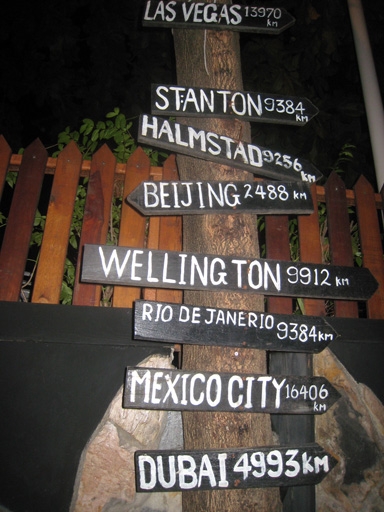 LAS VEGAS 13970 KM
STANTON 9384 KM
HALMSTAD 9256 KM
BEIJING 2488 KM
WELLINGTON 9912 KM
RIO DE JANERIO 9384 KM
MEXICO CITY 16406 KM
DUBAI 4993 KM